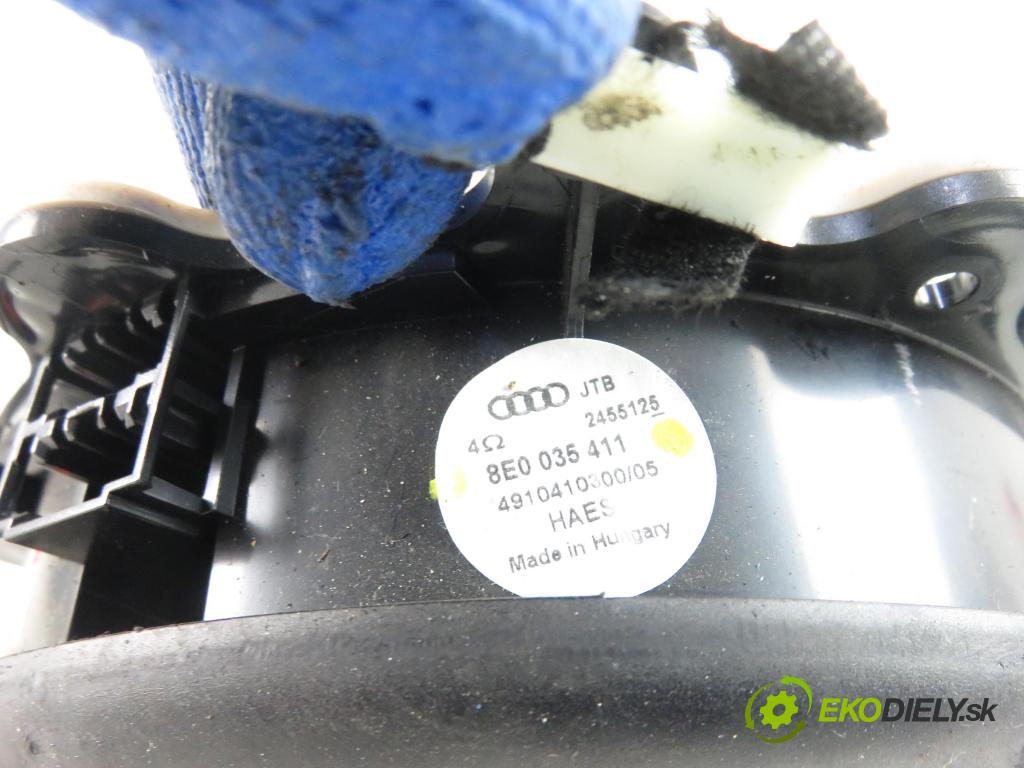 JTB
2455125
4Ω
8E0 035 411
4910410300/05
HAES
Made in Hungary
EKODIELY.sk